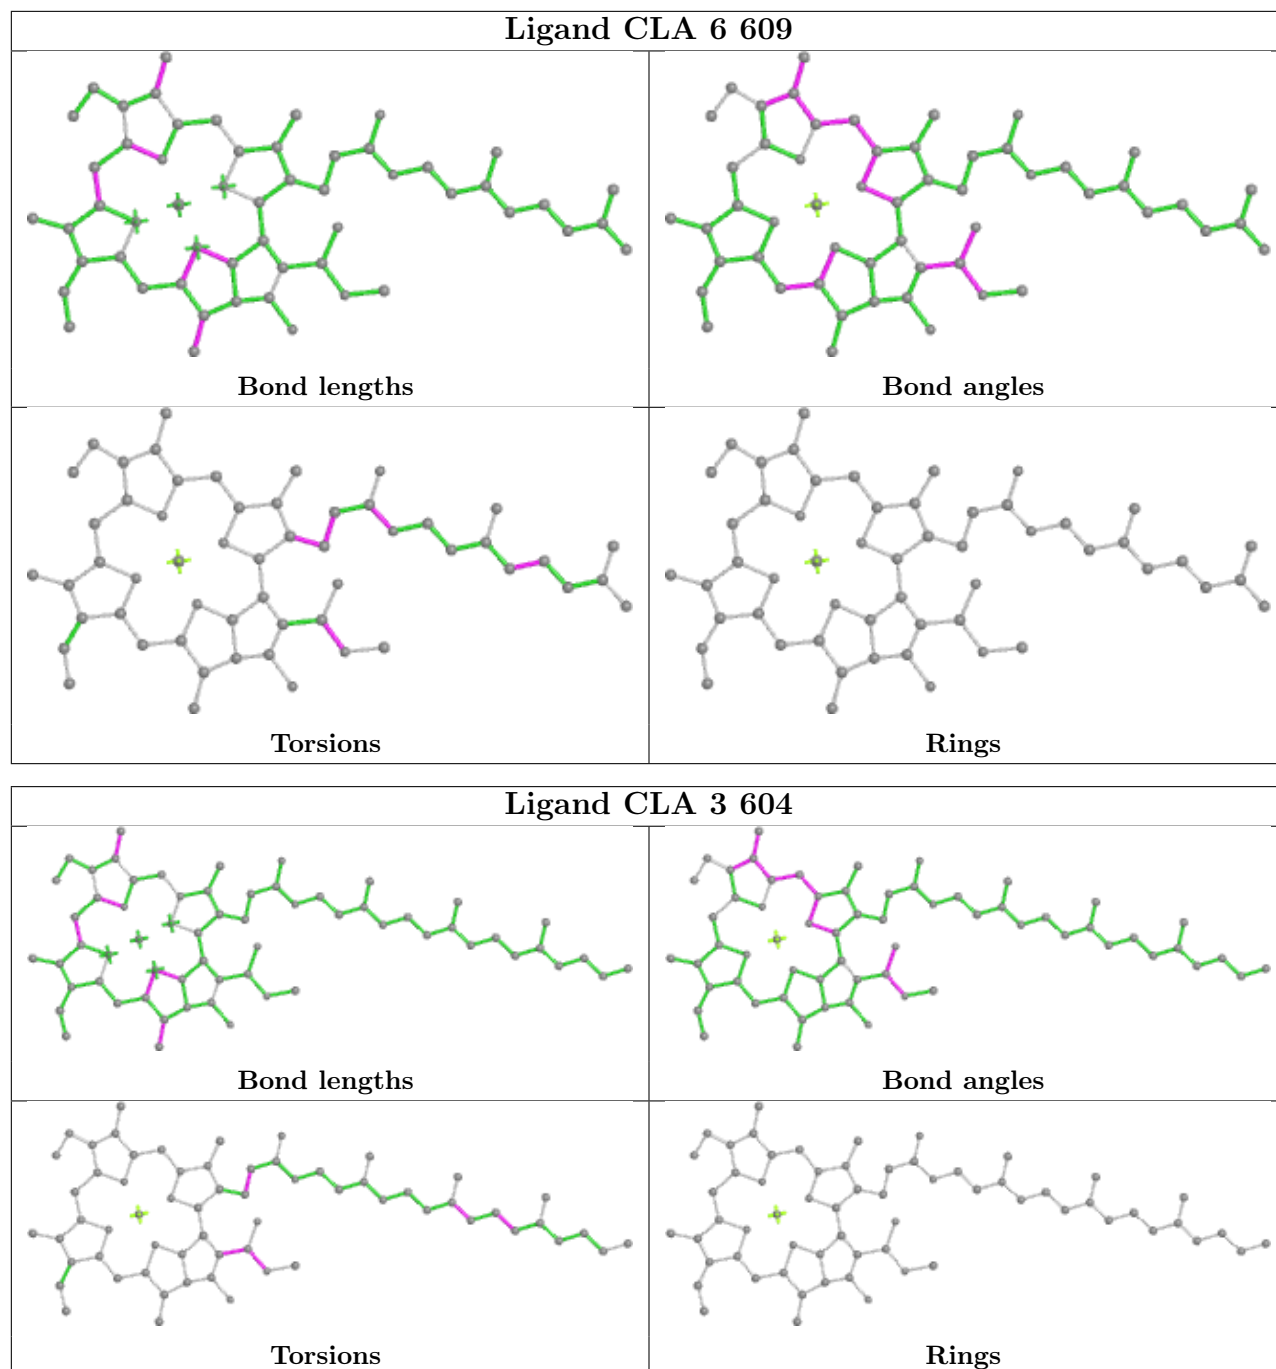 Ligand CLA 6 609
Bond lengths
Bond angles
Torsions
Rings
Ligand CLA 3 604
Bond lengths
Bond angles
Torsions
Rings